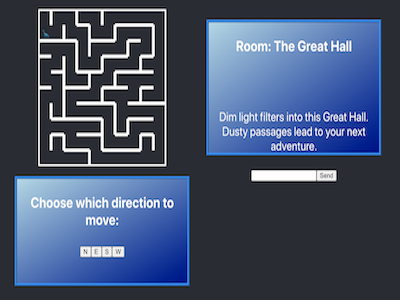 Room: The Great Hall
Dim light filters into this Great Hall.
Dusty passages lead to your next
adventure.
Send
Choose which direction to
move:
N E S W